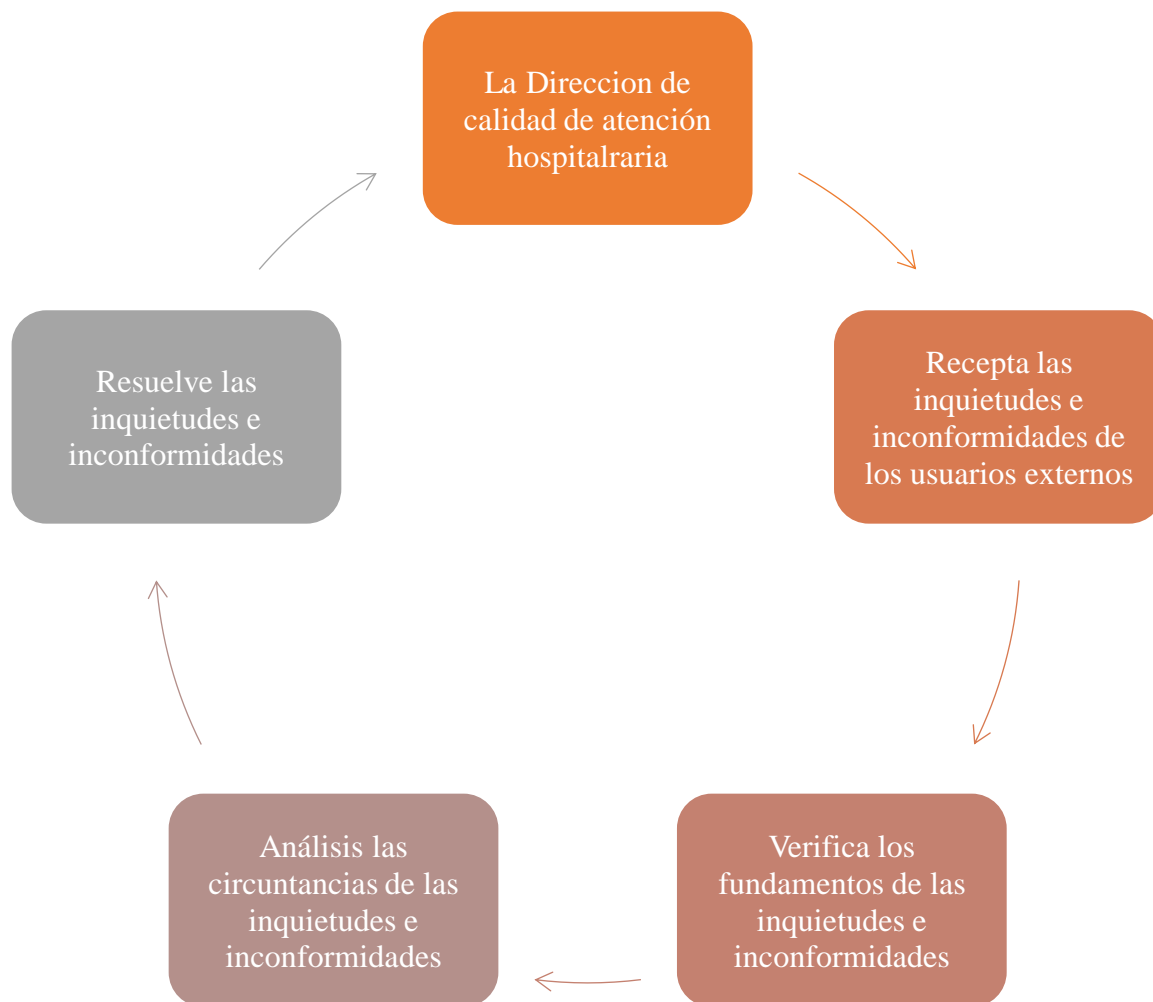 La Direccion de
calidad de atención
hospitalraria
Recepta las
inquietudes e
inconformidades de
los usuarios externos
Verifica los
fundamentos de las
inquietudes e
inconformidades
Análisis las
circuntancias de las
inquietudes e
inconformidades
Resuelve las
inquietudes e
inconformidades